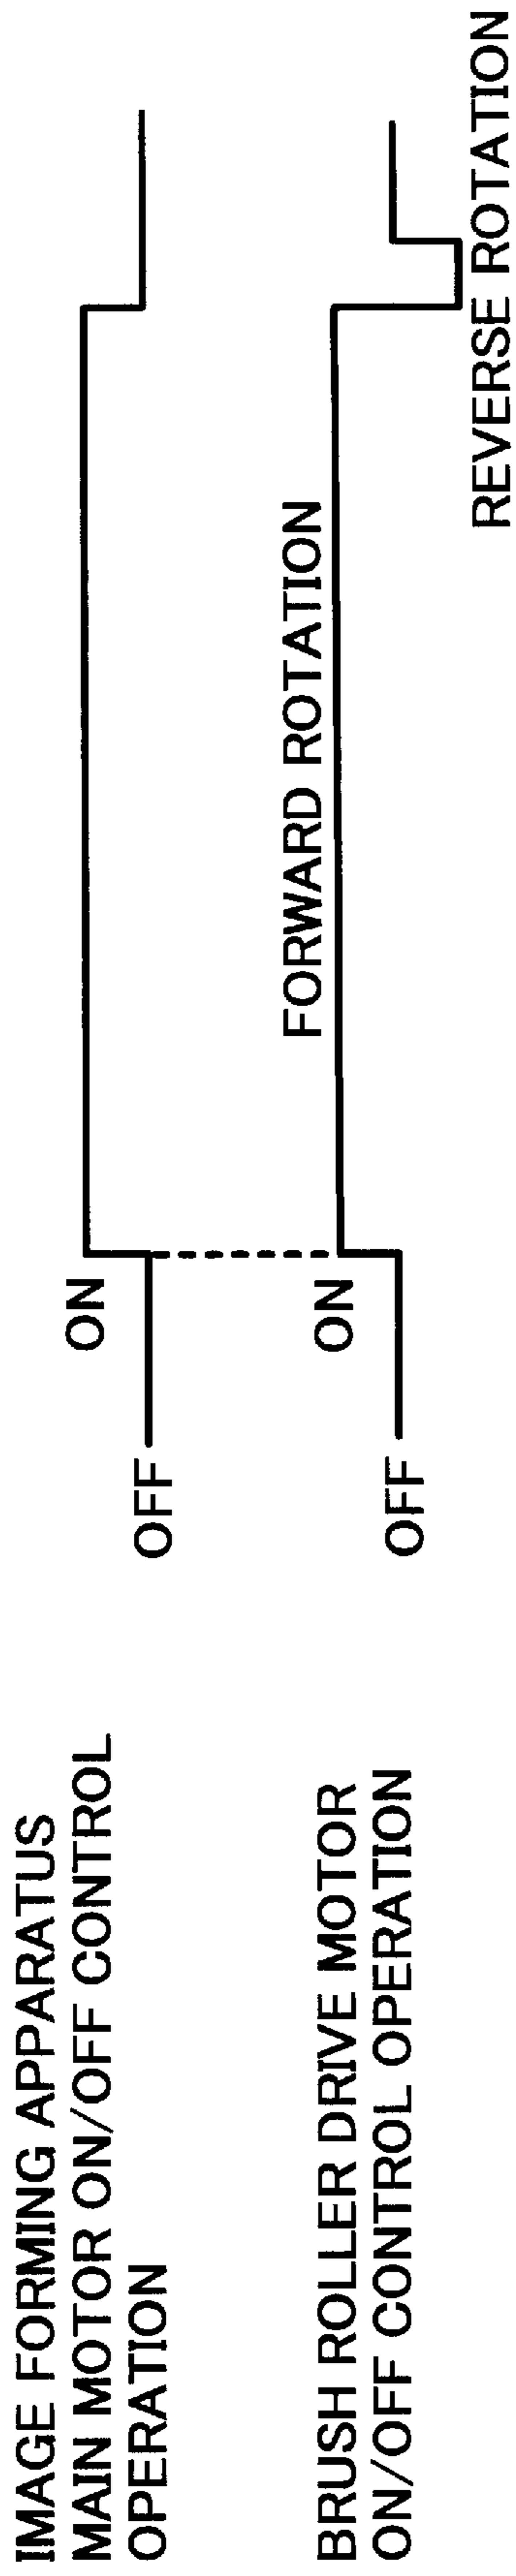 IMAGE FORMING APPARATUS
MAIN MOTOR ON/OFF CONTROL
OPERATION
ON
OFF
BRUSH ROLLER DRIVE MOTOR
ON/OFF CONTROL OPERATION
ON
OFF
FORWARD ROTATION
REVERSE ROTATION